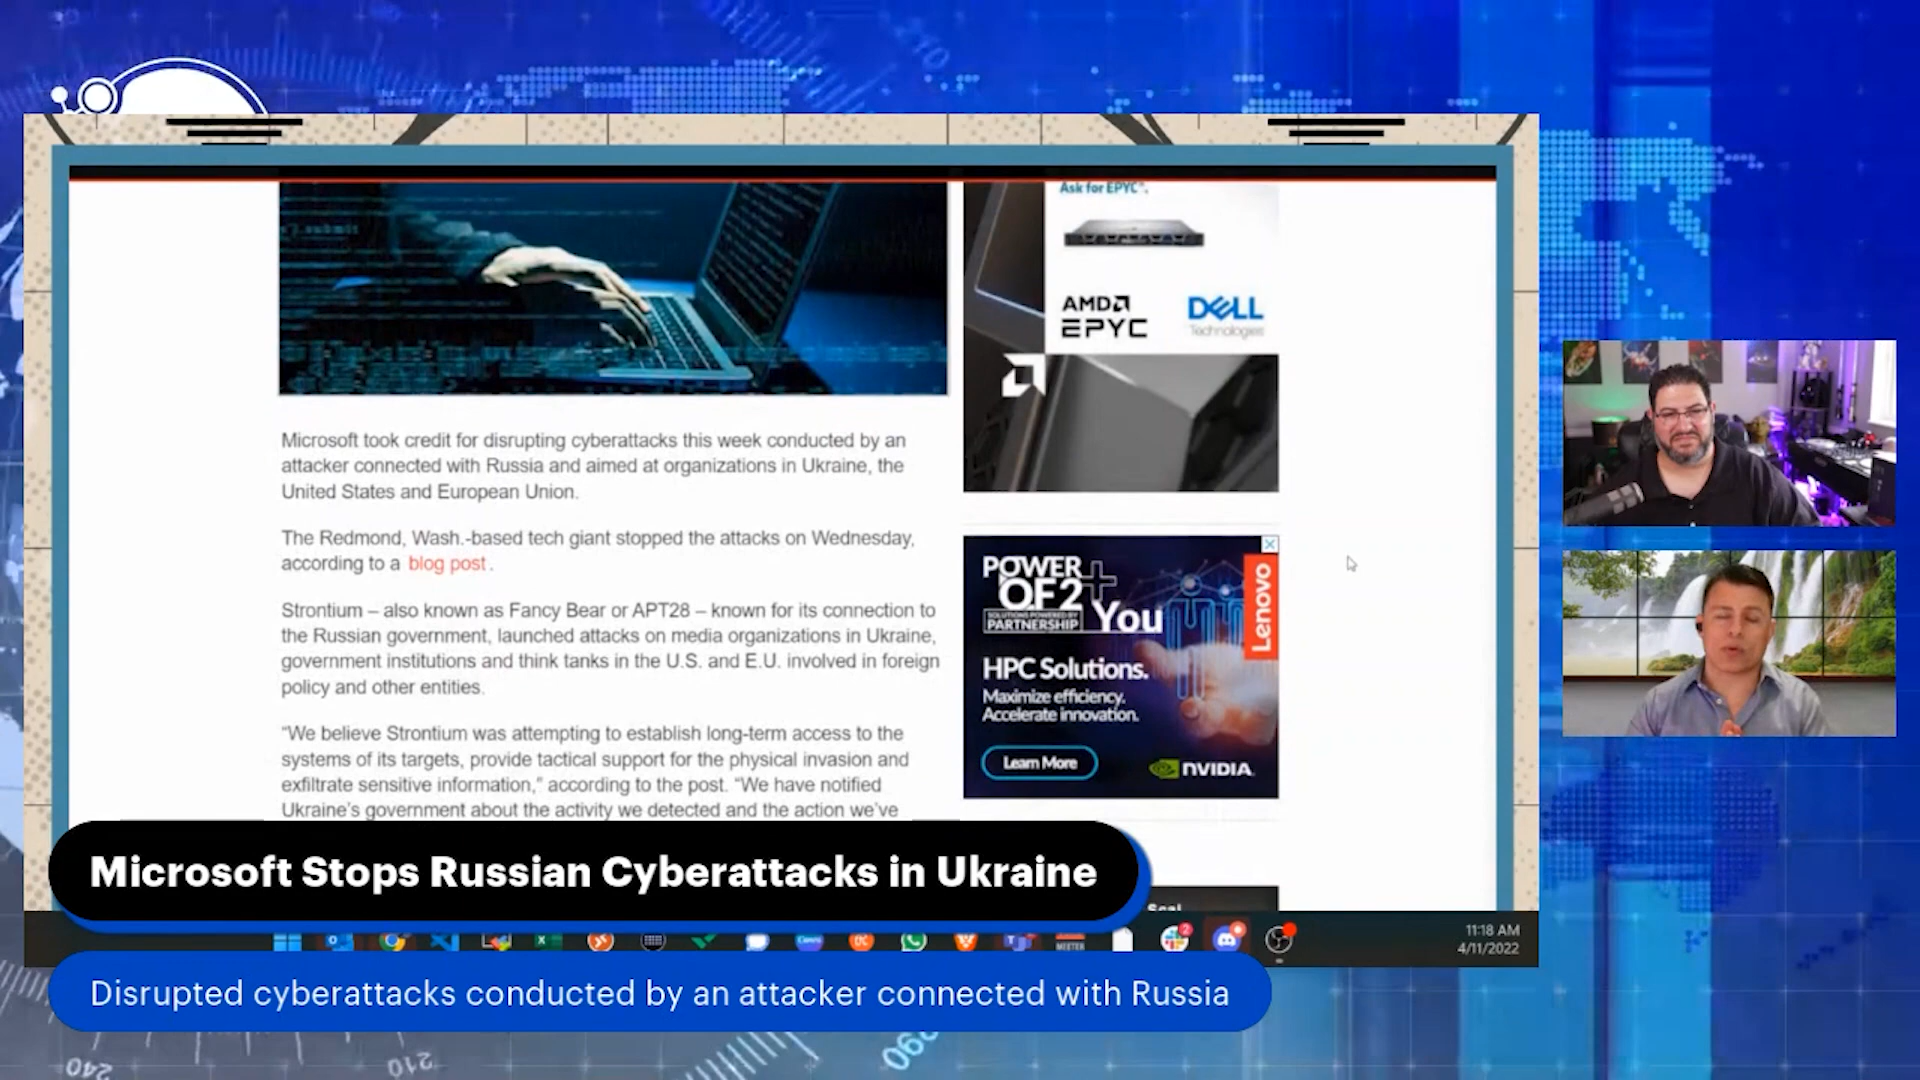 Ask for EPYC™.
AMD
EPYC
DELL
Technologies
Microsoft took credit for disrupting cyberattacks this week conducted by an
attacker connected with Russia and aimed at organizations in Ukraine, the
United States and European Union.
The Redmond, Wash.-based tech giant stopped the attacks on Wednesday,
according to a blog post.
Strontium – also known as Fancy Bear or APT28 – known for its connection to
the Russian government, launched attacks on media organizations in Ukraine,
government institutions and think tanks in the U.S. and E.U. involved in foreign
policy and other entities.
“We believe Strontium was attempting to establish long-term access to the
systems of its targets, provide tactical support for the physical invasion and
exfiltrate sensitive information,” according to the post. “We have notified
Ukraine’s government about the activity we detected and the action we’ve
POWER
OF2
SOLUTIONS POWERED BY
PARTNERSHIP
+
You
Lenovo
HPC Solutions.
Maximize efficiency.
Accelerate innovation.
Learn More
NVIDIA.
Microsoft Stops Russian Cyberattacks in Ukraine
MEETER
2
11:18 AM
4/11/2022
Disrupted cyberattacks conducted by an attacker connected with Russia
240
210